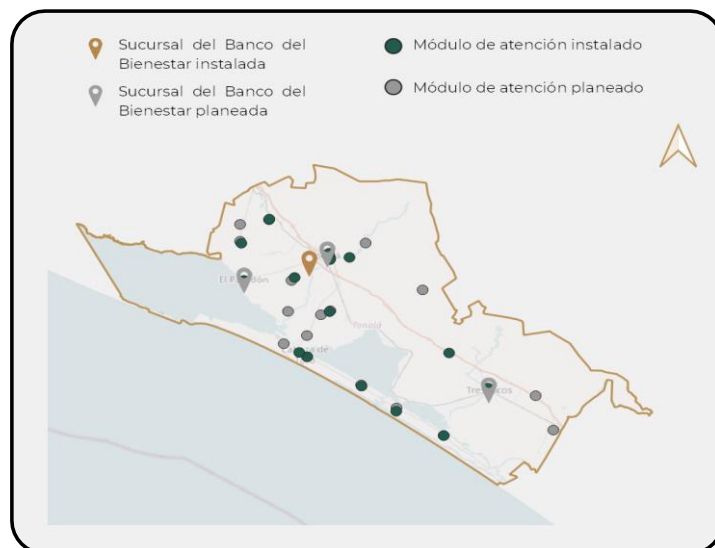 Sucursal del Banco del
Bienestar instalada
Sucursal del Banco del
Bienestar planeada
Módulo de atención instalado
Módulo de atención planeado
Tonalá